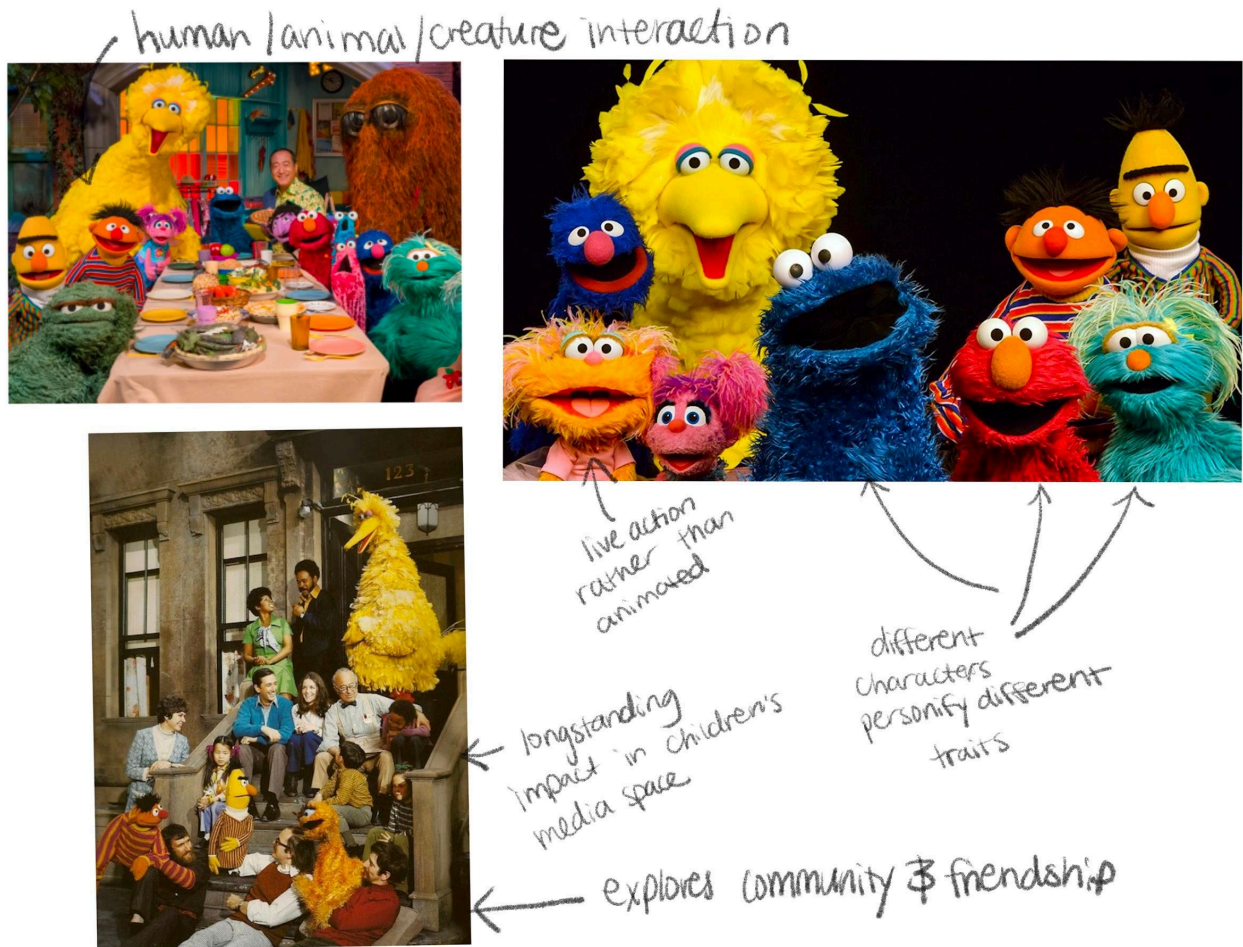 human/animal/creature interaction
123
live action
rather than
animated
different
characters
personify different
traits
longstanding
impact in children's
media space
explores community & friendship